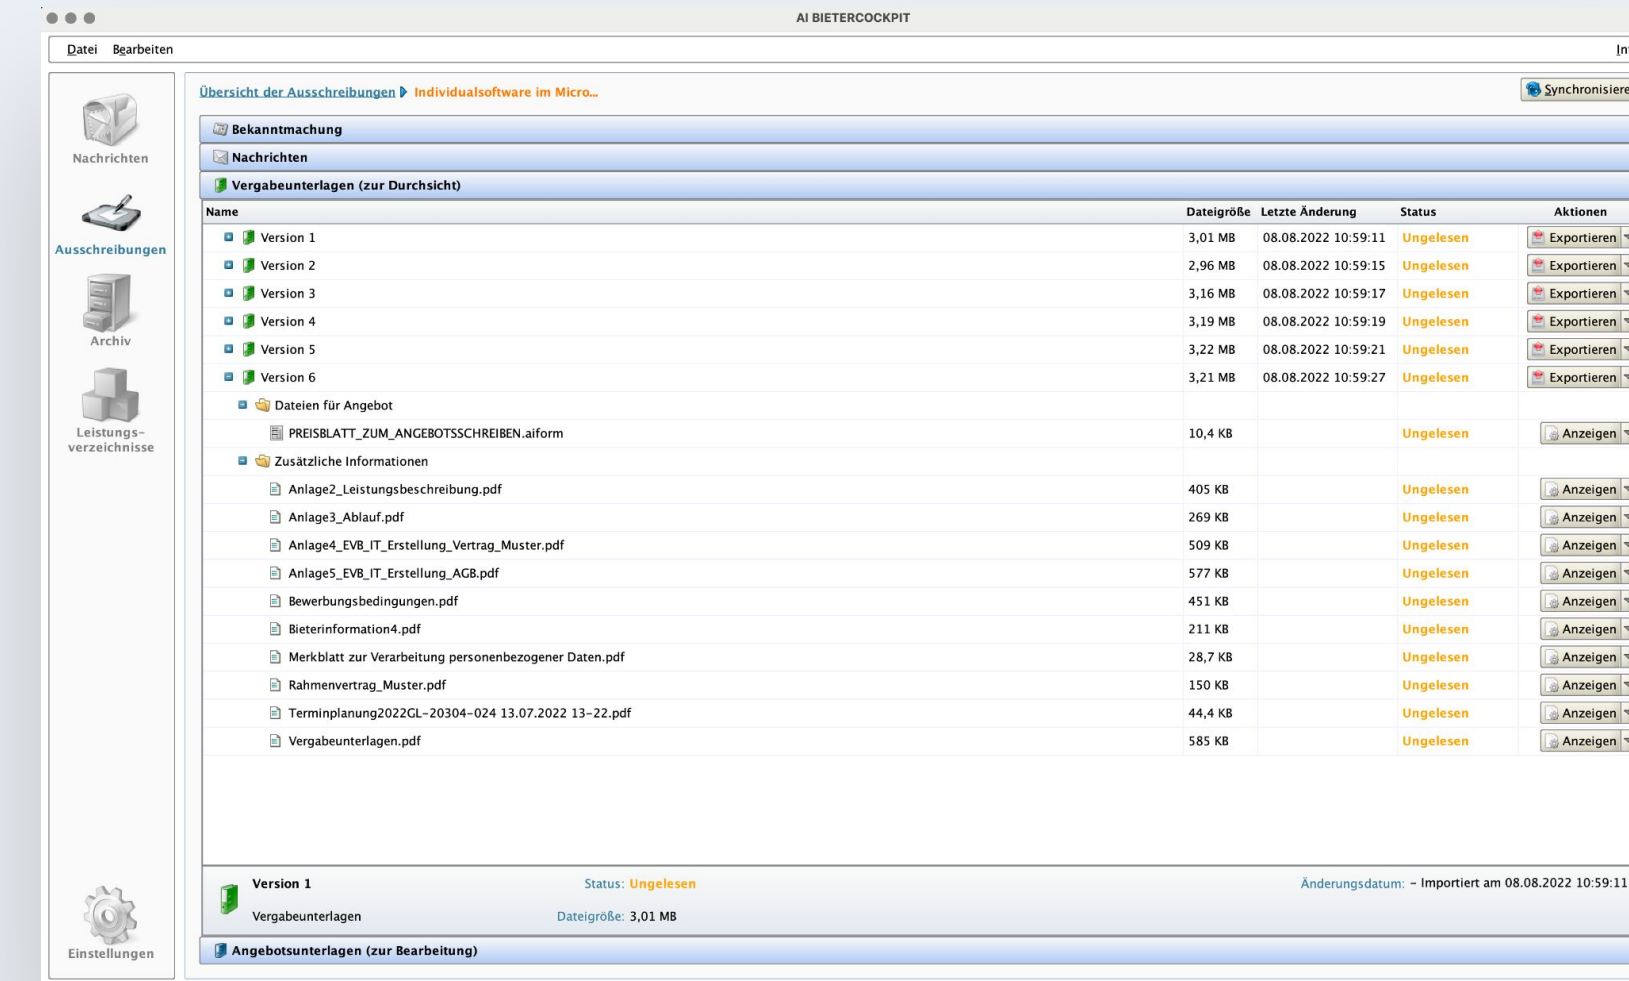 AI BIETERCOCKPIT
Datei Bearbeiten
Nachrichten
Ausschreibungen
Archiv
Leistungs-
verzeichnisse
Einstellungen
Übersicht der Ausschreibungen Individualsoftware im Micro...
Synchronisiere
Bekanntmachung
Nachrichten
Vergabeunterlagen (zur Durchsicht)
Name Dateigröße Letzte Änderung Status Aktionen
Version 1 3,01 MB 08.08.2022 10:59:11 Ungelesen Exportieren
Version 2 2,96 MB 08.08.2022 10:59:15 Ungelesen Exportieren
Version 3 3,16 MB 08.08.2022 10:59:17 Ungelesen Exportieren
Version 4 3,19 MB 08.08.2022 10:59:19 Ungelesen Exportieren
Version 5 3,22 MB 08.08.2022 10:59:21 Ungelesen Exportieren
Version 6 3,21 MB 08.08.2022 10:59:27 Ungelesen Exportieren
Dateien für Angebot
PREISBLATT_ZUM_ANGEBOTSSCHREIBEN.aiform 10,4 KB Ungelesen Anzeigen
Zusätzliche Informationen
Anlage2_Leistungsbeschreibung.pdf 405 KB Ungelesen Anzeigen
Anlage3_Ablauf.pdf 269 KB Ungelesen Anzeigen
Anlage4_EVB_IT_Erstellung_Vertrag_Muster.pdf 509 KB Ungelesen Anzeigen
Anlage5_EVB_IT_Erstellung_AGB.pdf 577 KB Ungelesen Anzeigen
Bewerbungsbedingungen.pdf 451 KB Ungelesen Anzeigen
Bieterinformation4.pdf 211 KB Ungelesen Anzeigen
Merkblatt zur Verarbeitung personenbezogener Daten.pdf 28,7 KB Ungelesen Anzeigen
Rahmenvertrag_Muster.pdf 150 KB Ungelesen Anzeigen
Terminplanung2022GL-20304-024 13.07.2022 13-22.pdf 44,4 KB Ungelesen Anzeigen
Vergabeunterlagen.pdf 585 KB Ungelesen Anzeigen
Version 1 Status: Ungelesen Änderungsdatum: - Importiert am 08.08.2022 10:59:11
Vergabeunterlagen Dateigröße: 3,01 MB
Angebotsunterlagen (zur Bearbeitung)